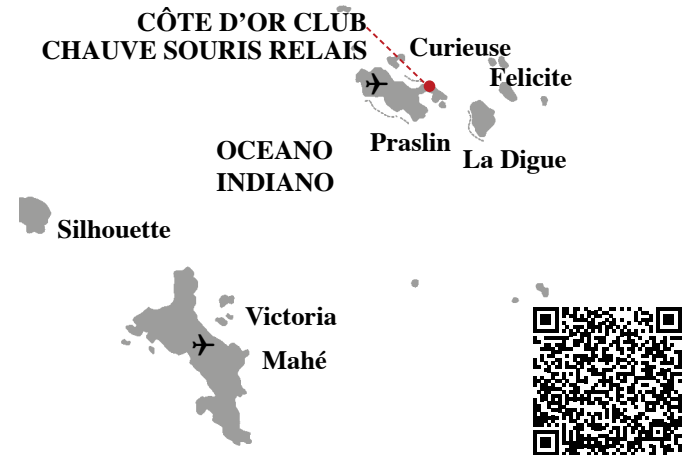 CÔTE D'OR CLUB
CHAUVE SOURIS RELAIS
Curieuse
Felicite
Praslin
La Digue
OCEANO
INDIANO
Silhouette
Victoria
Mahé